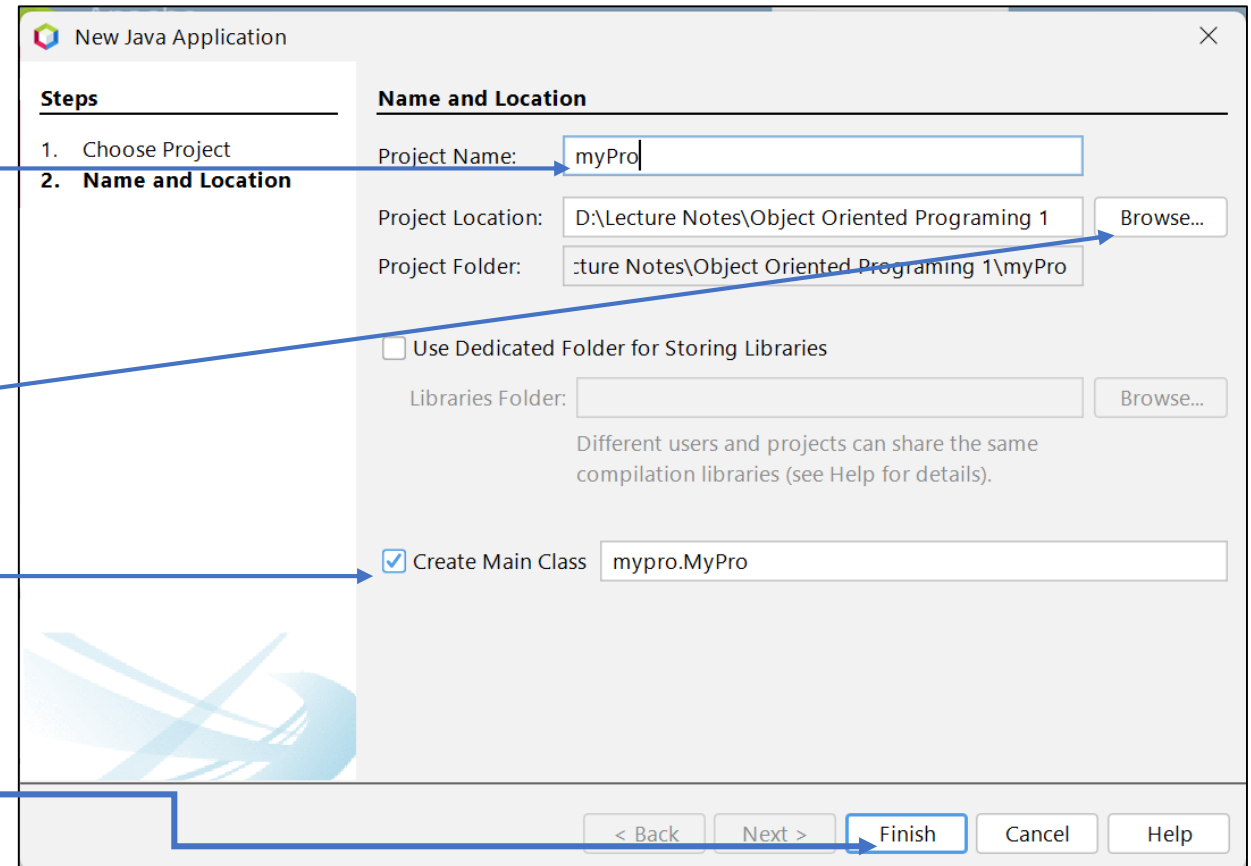 New Java Application
Steps
1. Choose Project
2. Name and Location
Name and Location
Project Name: myPro
Project Location: D:\Lecture Notes\Object Oriented Programing 1 Browse...
Project Folder: :ture Notes\Object Oriented Programing 1\myPro
Use Dedicated Folder for Storing Libraries
Libraries Folder: Browse...
Different users and projects can share the same
compilation libraries (see Help for details).
Create Main Class mypro.MyPro
< Back Next > Finish Cancel Help